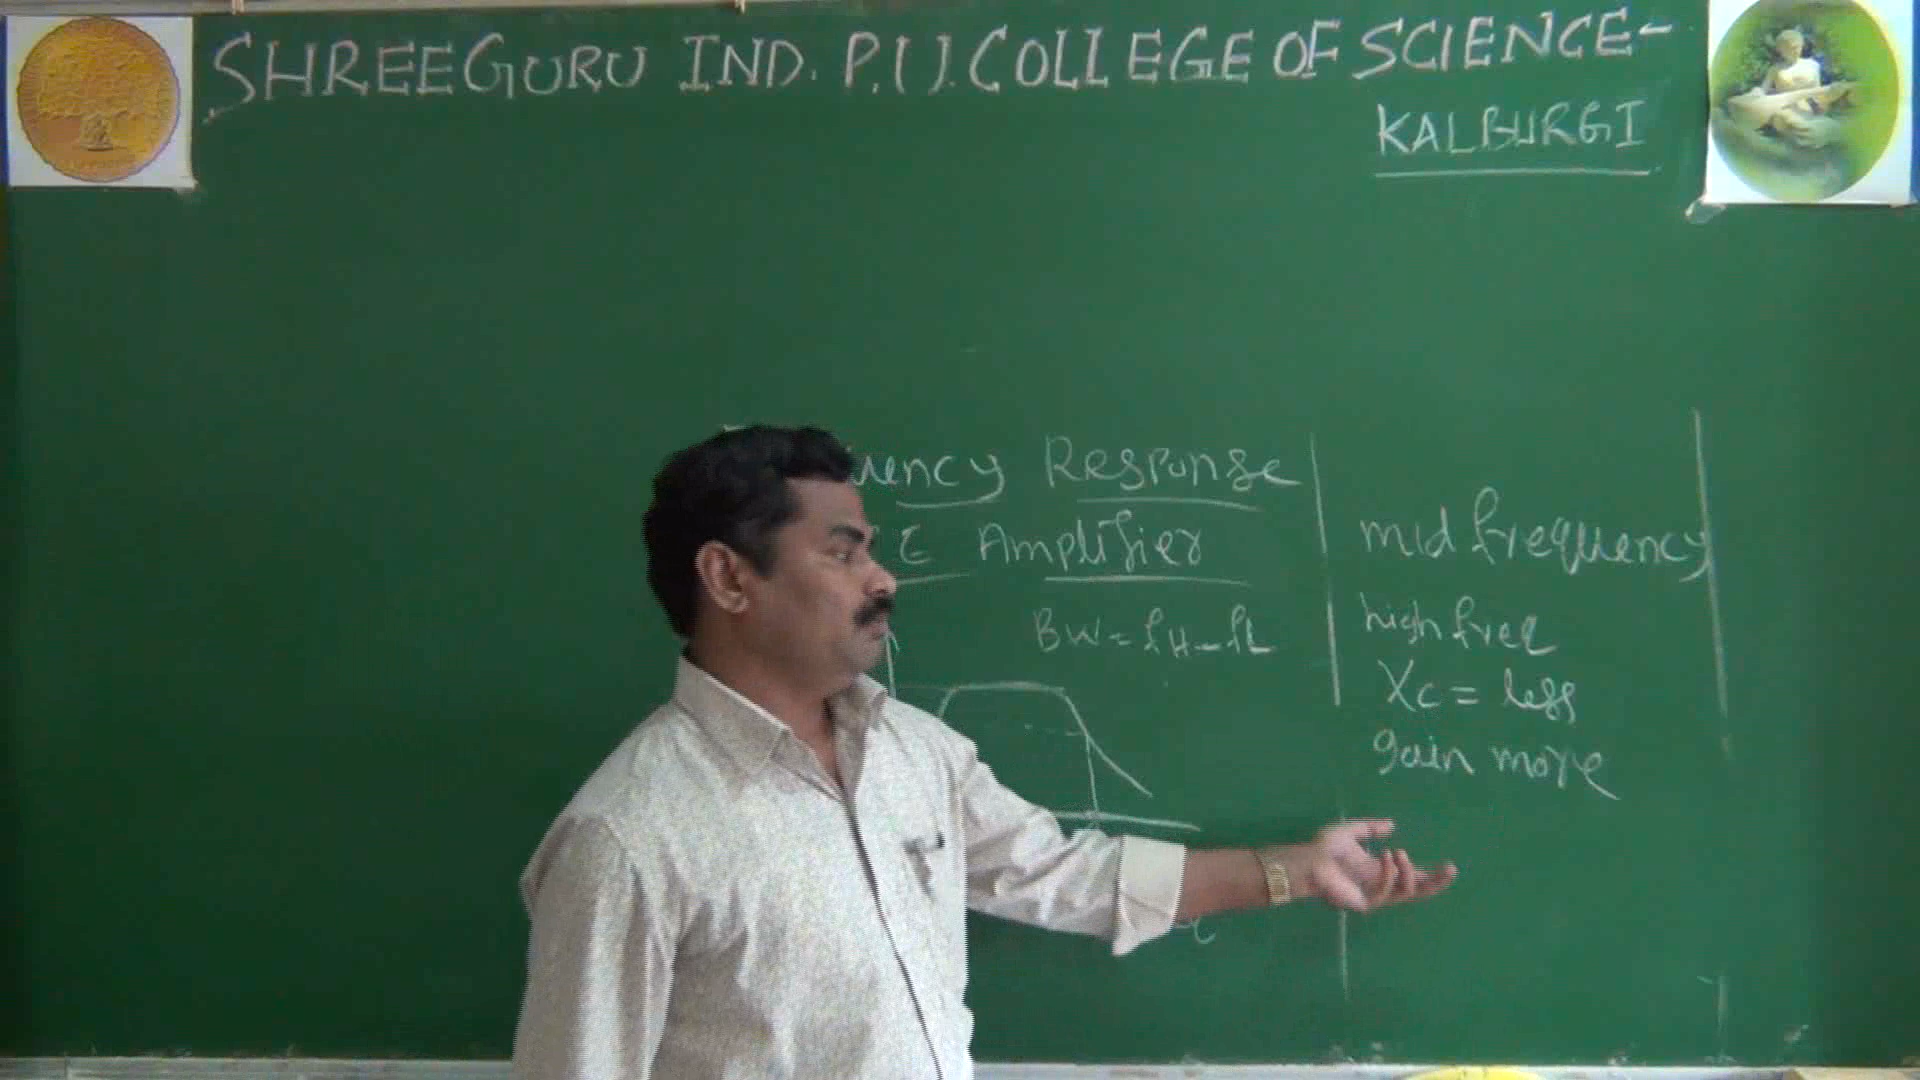 SHREEGURU IND. P.U. COLLEGE OF SCIENCE-
KALBURGI
uency Response
E Amplifier
BW = fH - fL
mid frequency
high freq
Xc = less
gain more